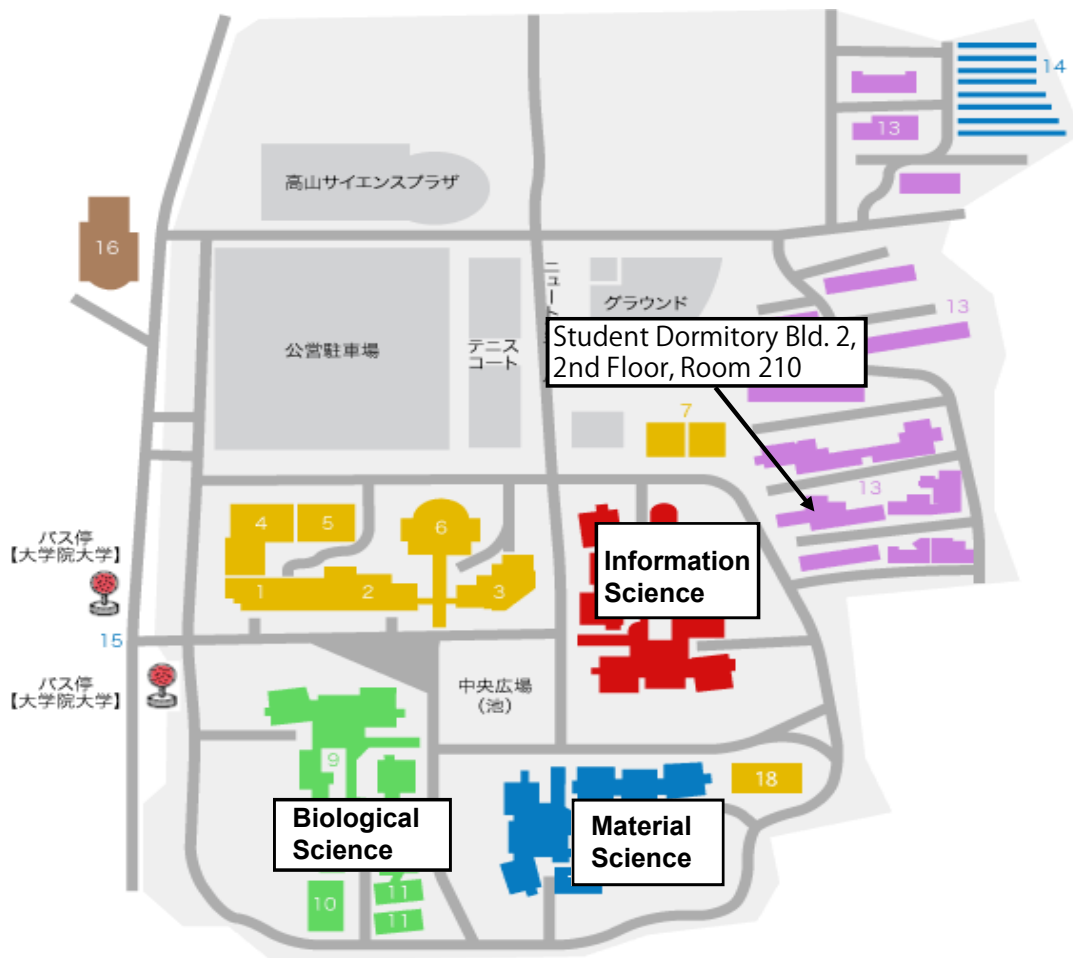 14
13
高山サイエンスプラザ
16
ニュート
グラウンド
13
公営駐車場
テニス
コート
Student Dormitory Bld. 2,
2nd Floor, Room 210
7
13
4
5
6
バス停
【大学院大学】
Information
Science
1
2
3
15
バス停
【大学院大学】
中央広場
(池)
9
18
Biological
Science
Material
Science
10
11
11